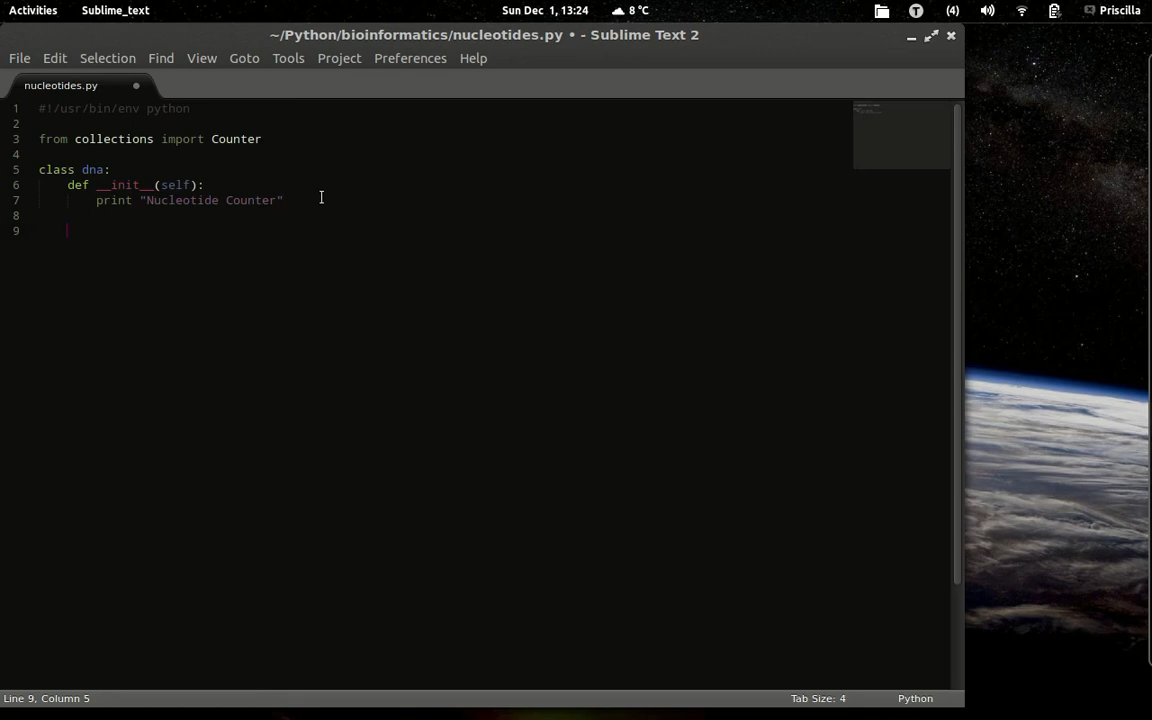 Activities Sublime_text Sun Dec 1, 13:24 8 °C T (4) Priscilla
~/Python/bioinformatics/nucleotides.py • - Sublime Text 2
File Edit Selection Find View Goto Tools Project Preferences Help
nucleotides.py
1 #!/usr/bin/env python
2
3 from collections import Counter
4
5 class dna:
6 def __init__(self):
7 print "Nucleotide Counter"
8
9
Line 9, Column 5 Tab Size: 4 Python